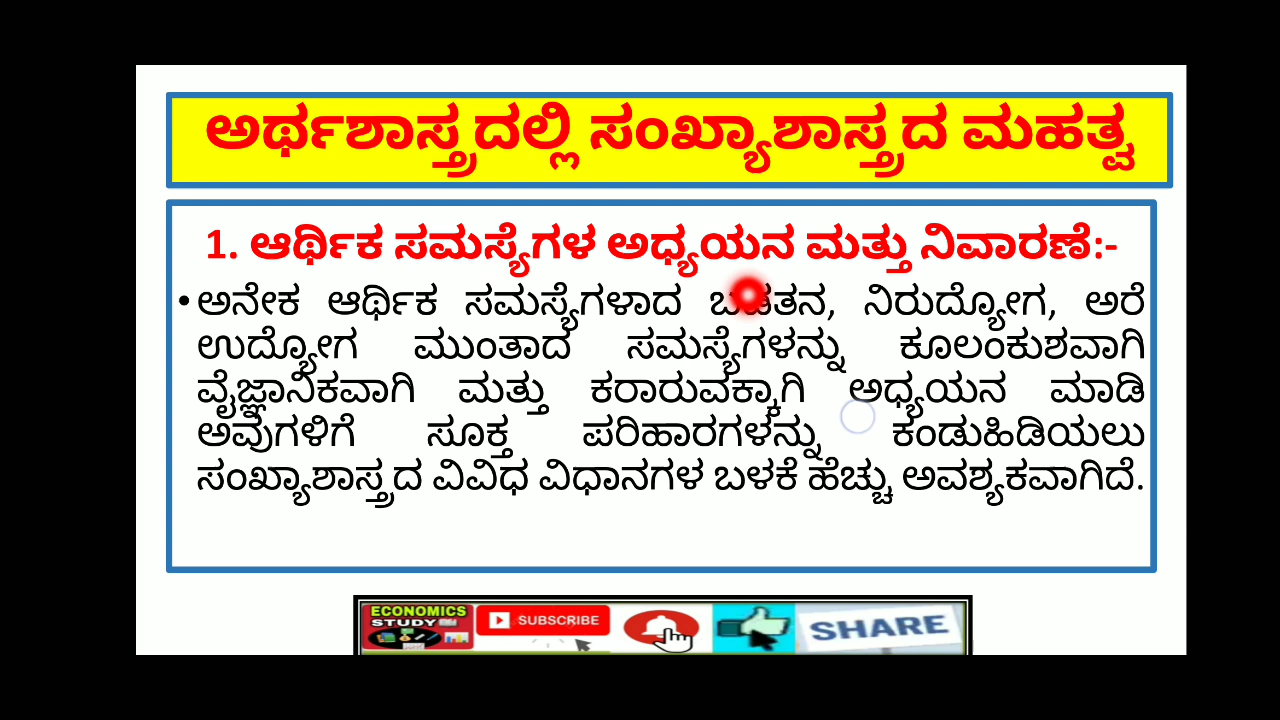 ಅರ್ಥಶಾಸ್ತ್ರದಲ್ಲಿ ಸಂಖ್ಯಾಶಾಸ್ತ್ರದ ಮಹತ್ವ
1. ಆರ್ಥಿಕ ಸಮಸ್ಯೆಗಳ ಅಧ್ಯಯನ ಮತ್ತು ನಿವಾರಣೆ:-
• ಅನೇಕ ಆರ್ಥಿಕ ಸಮಸ್ಯೆಗಳಾದ ಬಡತನ, ನಿರುದ್ಯೋಗ, ಅರೆ
ಉದ್ಯೋಗ ಮುಂತಾದ ಸಮಸ್ಯೆಗಳನ್ನು ಕೂಲಂಕುಶವಾಗಿ
ವೈಜ್ಞಾನಿಕವಾಗಿ ಮತ್ತು ಕರಾರುವಕ್ಕಾಗಿ ಅಧ್ಯಯನ ಮಾಡಿ
ಅವುಗಳಿಗೆ ಸೂಕ್ತ ಪರಿಹಾರಗಳನ್ನು ಕಂಡುಹಿಡಿಯಲು
ಸಂಖ್ಯಾಶಾಸ್ತ್ರದ ವಿವಿಧ ವಿಧಾನಗಳ ಬಳಕೆ ಹೆಚ್ಚು ಅವಶ್ಯಕವಾಗಿದೆ.
ECONOMICS
STUDY
SUBSCRIBE
SHARE